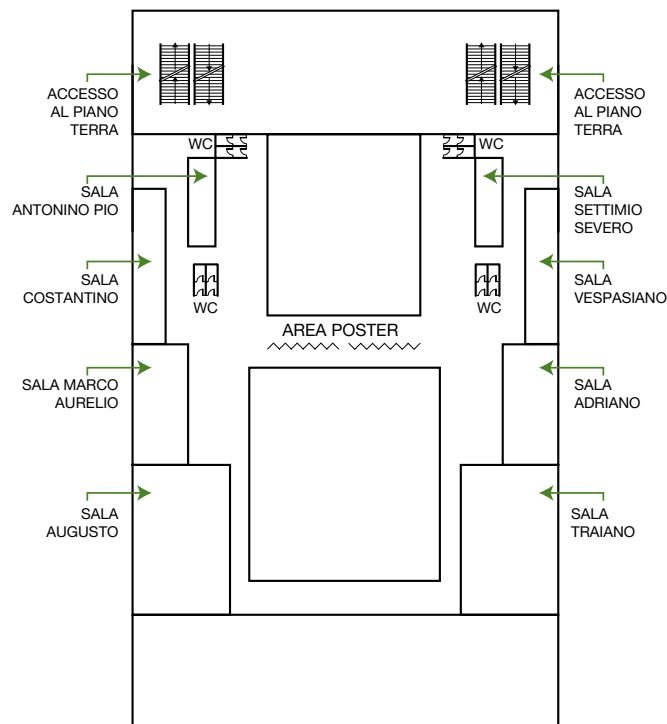 ACCESSO
AL PIANO
TERRA
ACCESSO
AL PIANO
TERRA
WC
WC
SALA
ANTONINO PIO
SALA
SETTIMIO
SEVERO
SALA
COSTANTINO
SALA
VESPASIANO
WC
WC
AREA POSTER
SALA MARCO
AURELIO
SALA
ADRIANO
SALA
AUGUSTO
SALA
TRAIANO